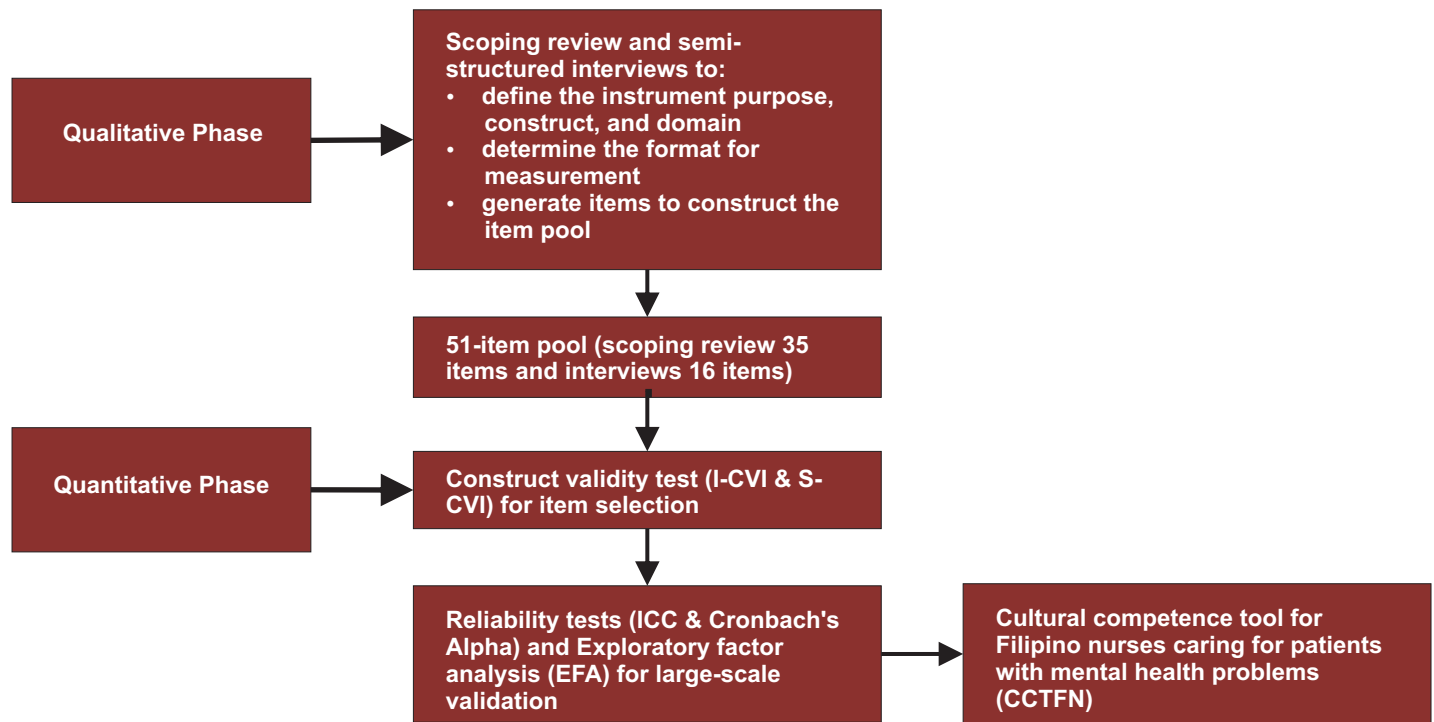 Qualitative Phase
Scoping review and semi-
structured interviews to:
• define the instrument purpose,
construct, and domain
• determine the format for
measurement
• generate items to construct the
item pool
51-item pool (scoping review 35
items and interviews 16 items)
Quantitative Phase
Construct validity test (I-CVI & S-
CVI) for item selection
Reliability tests (ICC & Cronbach's
Alpha) and Exploratory factor
analysis (EFA) for large-scale
validation
Cultural competence tool for
Filipino nurses caring for patients
with mental health problems
(CCTFN)